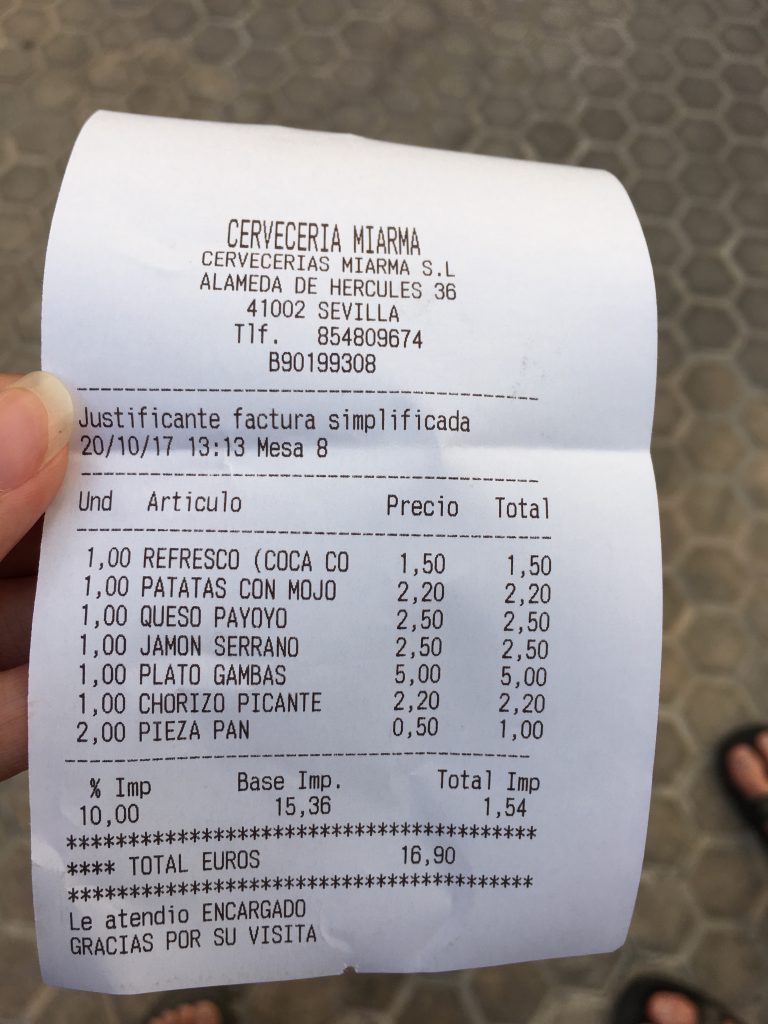 CERVECERIA MIARMA
CERVECERIAS MIARMA S.L
ALAMEDA DE HERCULES 36
41002 SEVILLA
Tlf. 854809674
B90199308
Justificante factura simplificada
20/10/17 13:13 Mesa 8
Und Articulo Precio Total
1,00 REFRESCO (COCA CO 1,50 1,50
1,00 PATATAS CON MOJO 2,20 2,20
1,00 QUESO PAYOYO 2,50 2,50
1,00 JAMON SERRANO 2,50 2,50
1,00 PLATO GAMBAS 5,00 5,00
1,00 CHORIZO PICANTE 2,20 2,20
2,00 PIEZA PAN 0,50 1,00
% Imp Base Imp. Total Imp
10,00 15,36 1,54
****************************************
**** TOTAL EUROS 16,90
****************************************
Le atendio ENCARGADO
GRACIAS POR SU VISITA